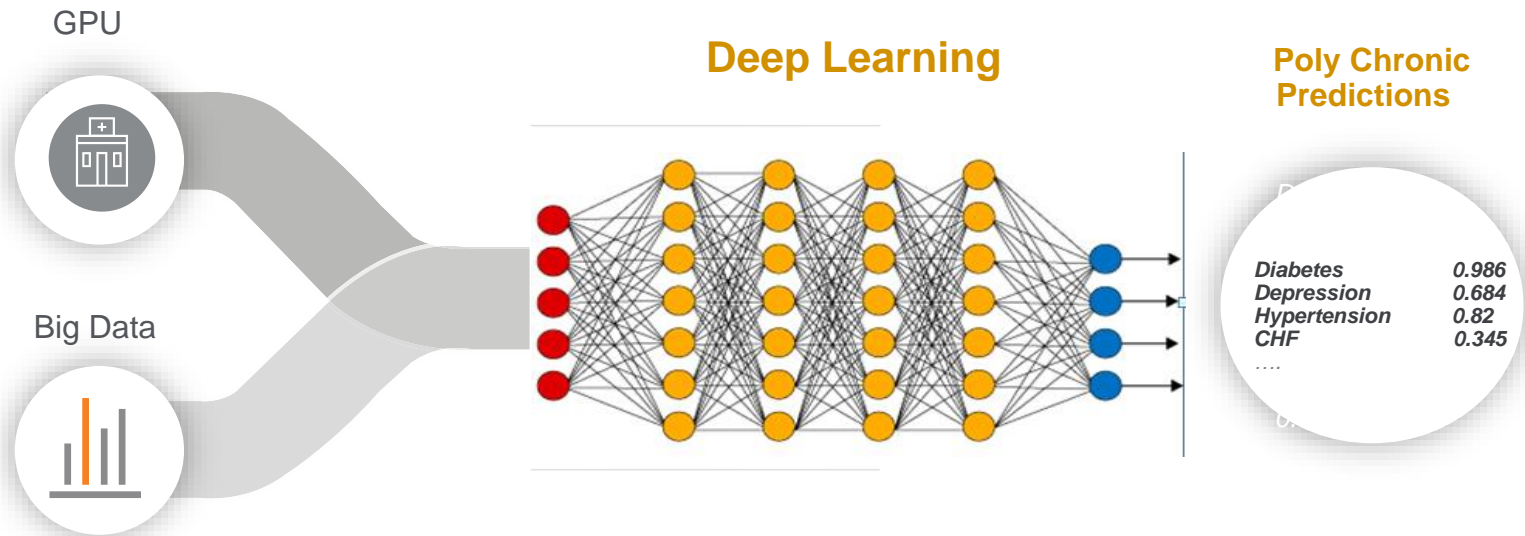 GPU
Deep Learning
Poly Chronic
Predictions
Big Data
Diabetes 0.986
Depression 0.684
Hypertension 0.82
CHF 0.345
....